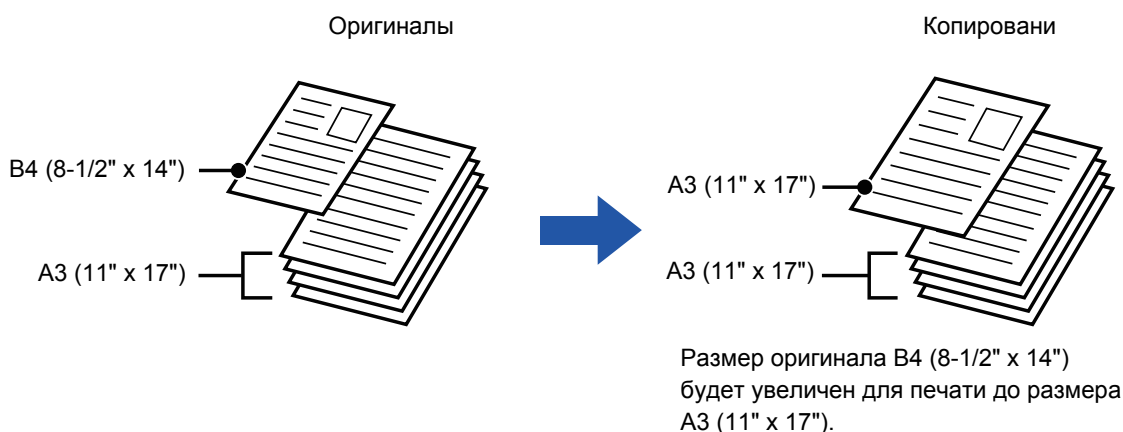 Оригиналы
Копировани
B4 (8-1/2" x 14")
A3 (11" x 17")
A3 (11" x 17")
A3 (11" x 17")
Размер оригинала B4 (8-1/2" x 14")
будет увеличен для печати до размера
A3 (11" x 17").